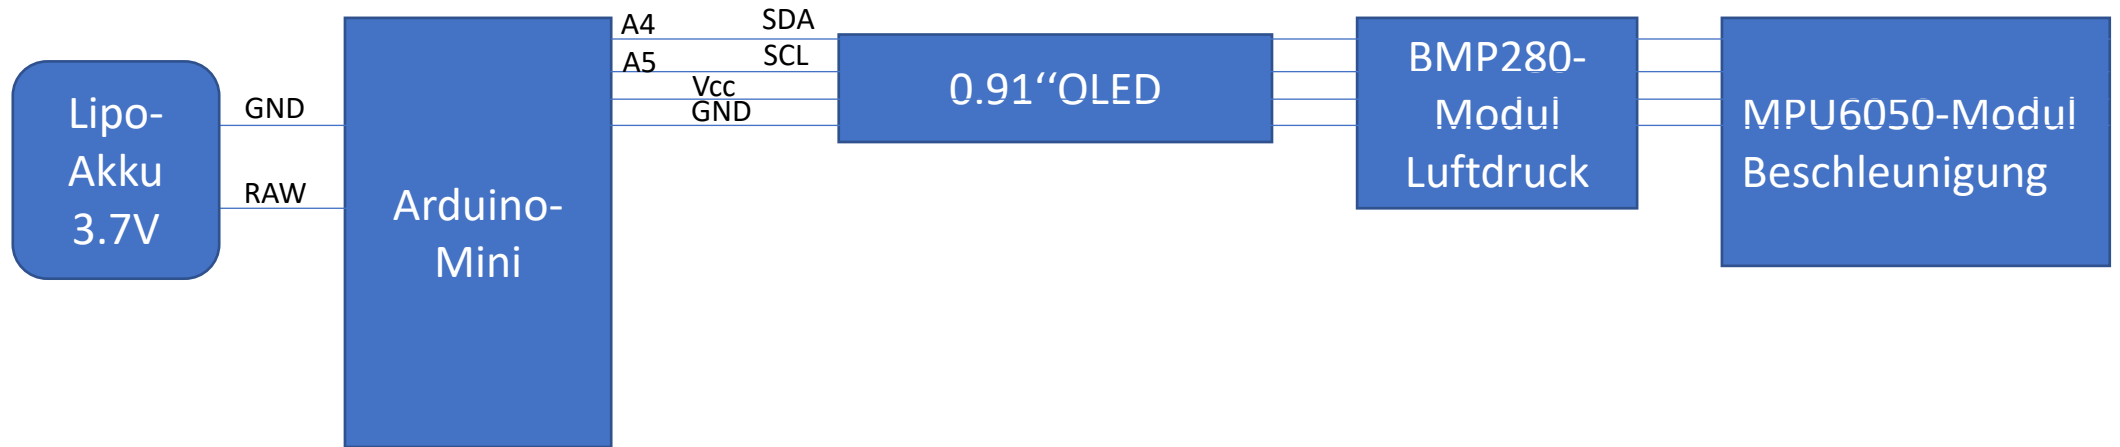 Lipo-
Akku
3.7V
GND
RAW
Arduino-
Mini
A4
SDA
A5
SCL
Vcc
GND
0.91‘‘OLED
BMP280-
Modul
Luftdruck
MPU6050-Modul
Beschleunigung